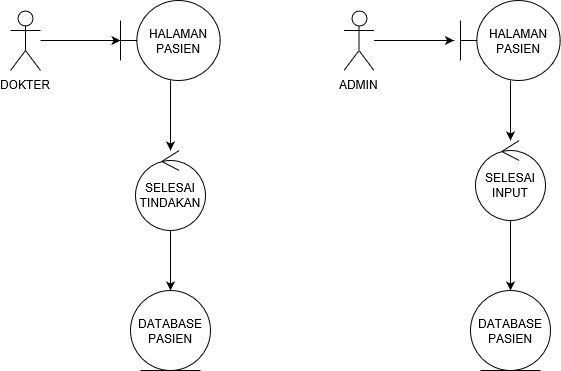 HALAMAN
PASIEN
DOKTER
SELESAI
TINDAKAN
DATABASE
PASIEN
HALAMAN
PASIEN
ADMIN
SELESAI
INPUT
DATABASE
PASIEN